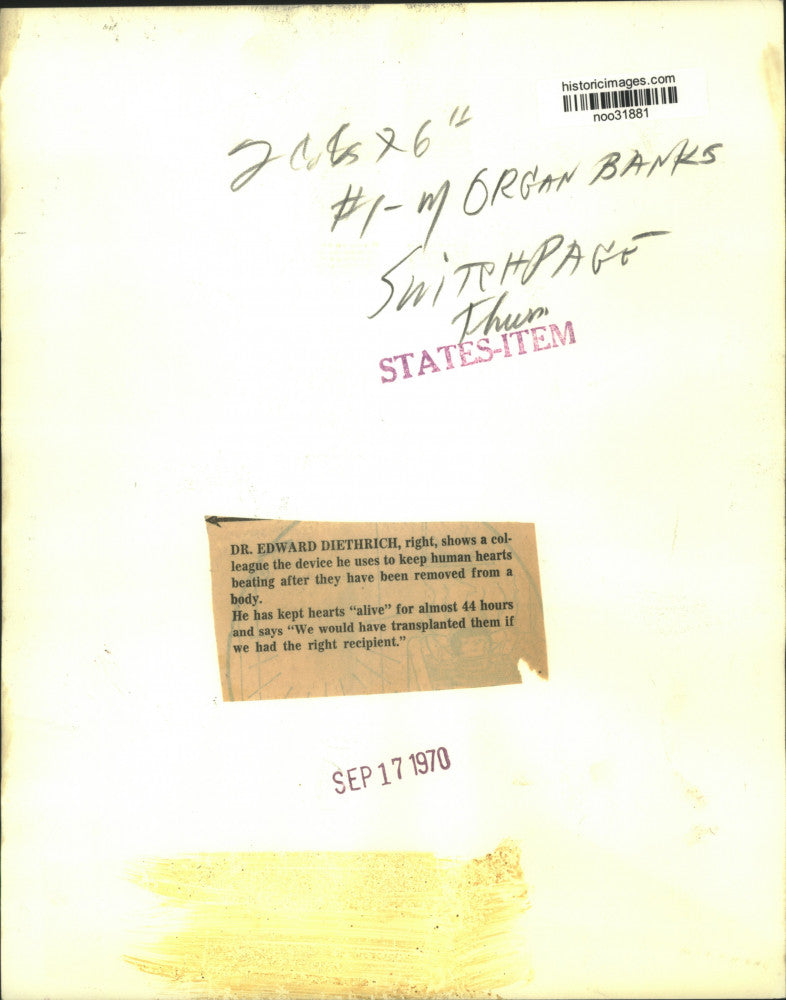 historicimages.com
noo31881
2 Cols x 6"
#1-M ORGAN BANKS
SWITCHPAGE
Thurs
STATES-ITEM
DR. EDWARD DIETHRICH, right, shows a col-
league the device he uses to keep human hearts
beating after they have been removed from a
body.
He has kept hearts “alive” for almost 44 hours
and says “We would have transplanted them if
we had the right recipient.”
SEP 17 1970